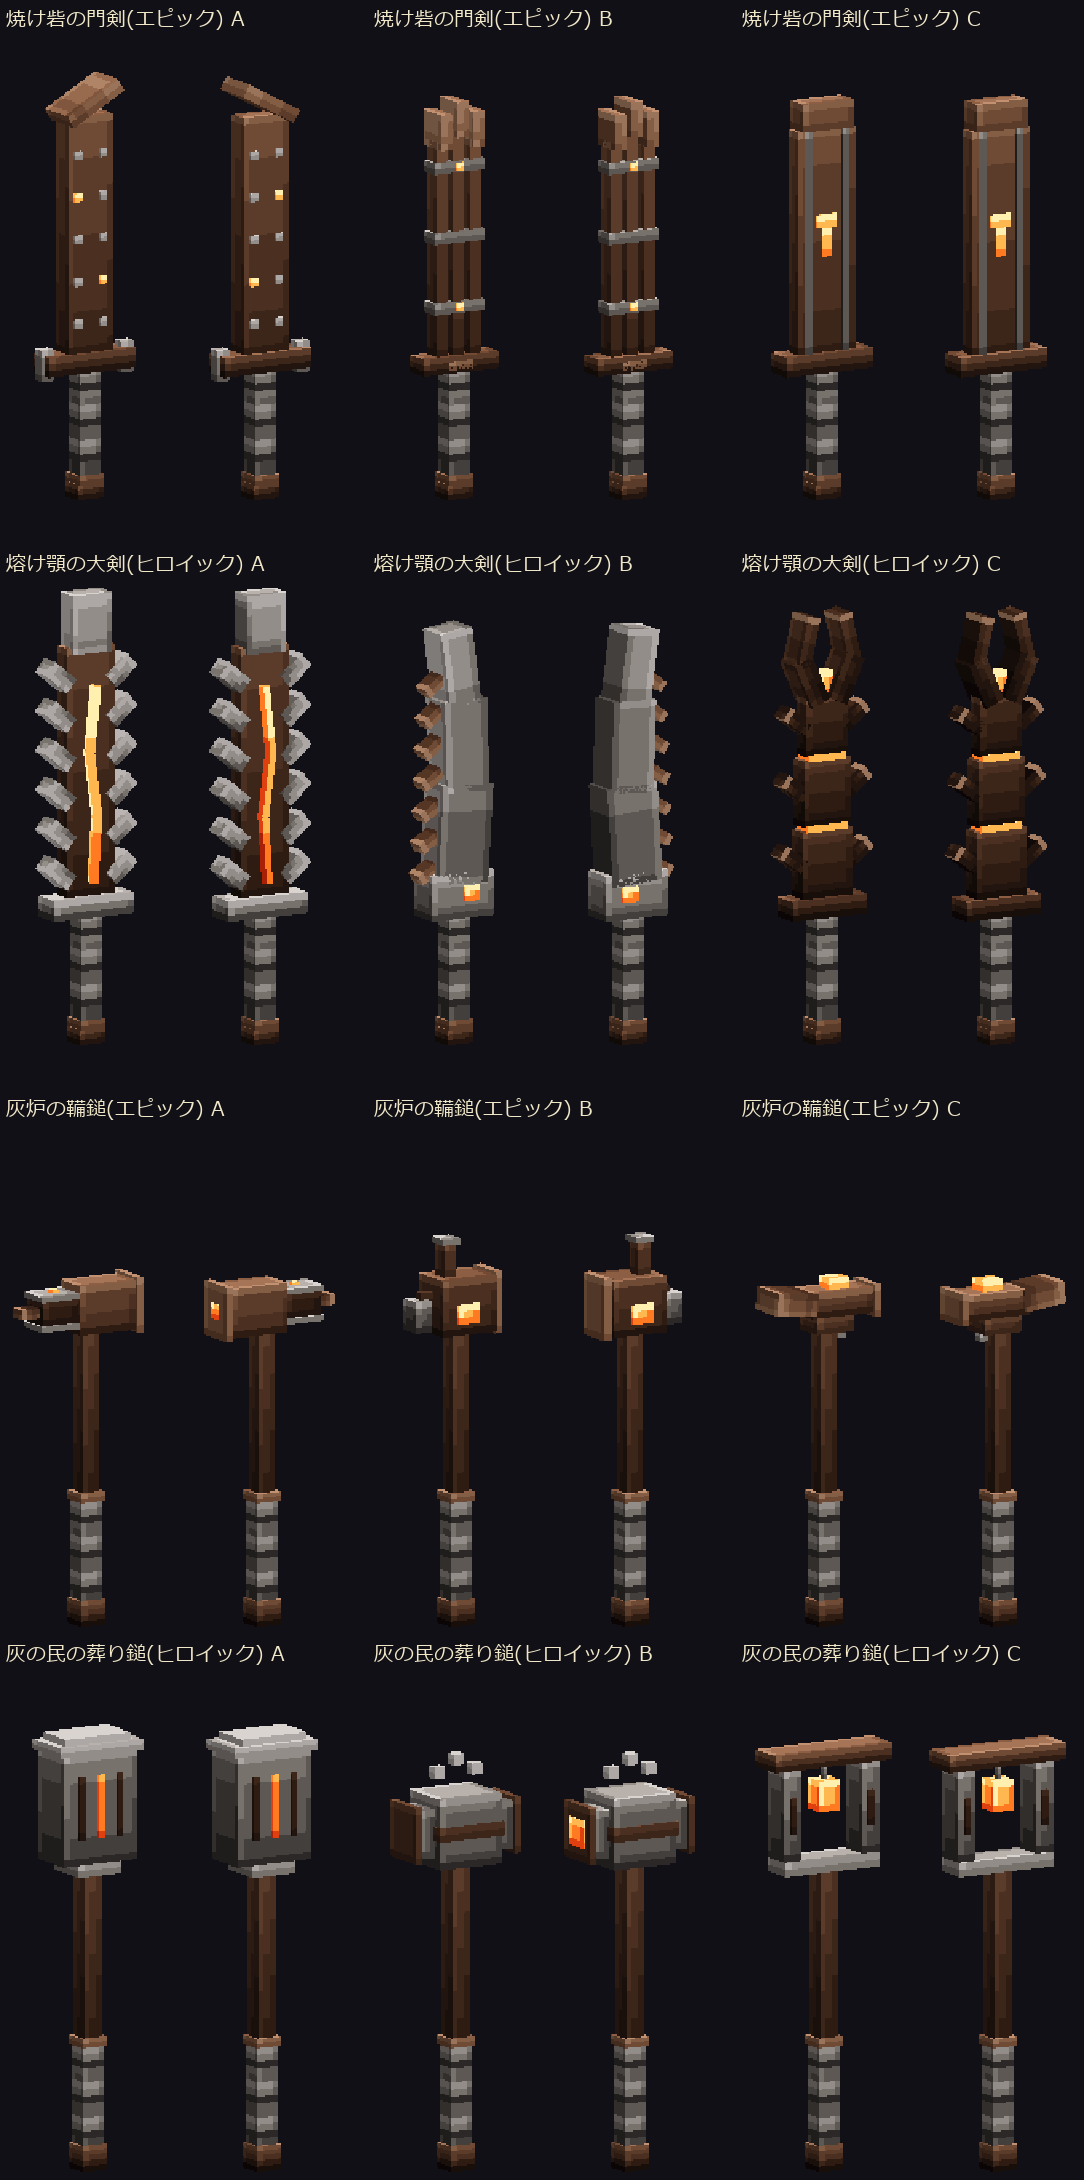 焼け砦の門剣(エピック) A
焼け砦の門剣(エピック) B
焼け砦の門剣(エピック) C
熔け顎の大剣(ヒロイック) A
熔け顎の大剣(ヒロイック) B
熔け顎の大剣(ヒロイック) C
灰炉の鞴鎚(エピック) A
灰炉の鞴鎚(エピック) B
灰炉の鞴鎚(エピック) C
灰の民の葬り鎚(ヒロイック) A
灰の民の葬り鎚(ヒロイック) B
灰の民の葬り鎚(ヒロイック) C